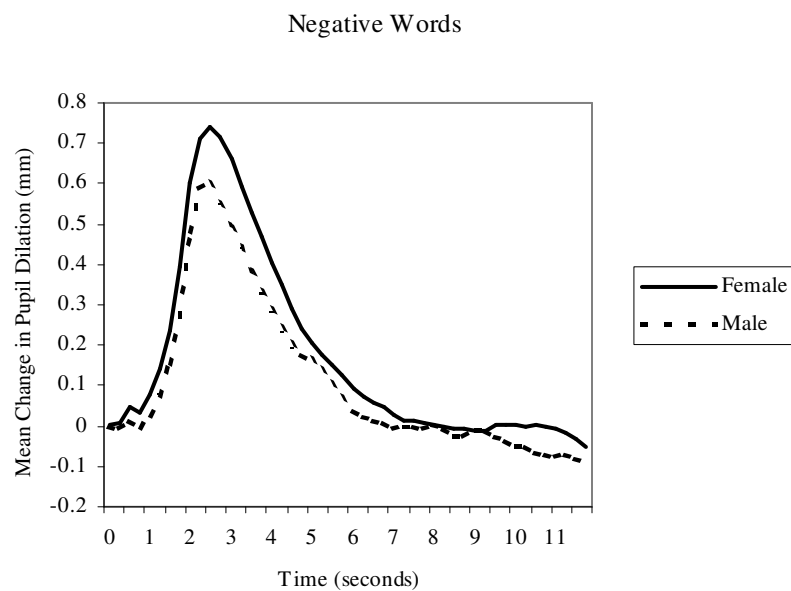 Negative Words
0.8
0.7
0.6
0.5
0.4
0.3
0.2
0.1
0
-0.1
-0.2
Mean Change in Pupil Dilation (mm)
0 1 2 3 4 5 6 7 8 9 10 11
Time (seconds)
Female
Male